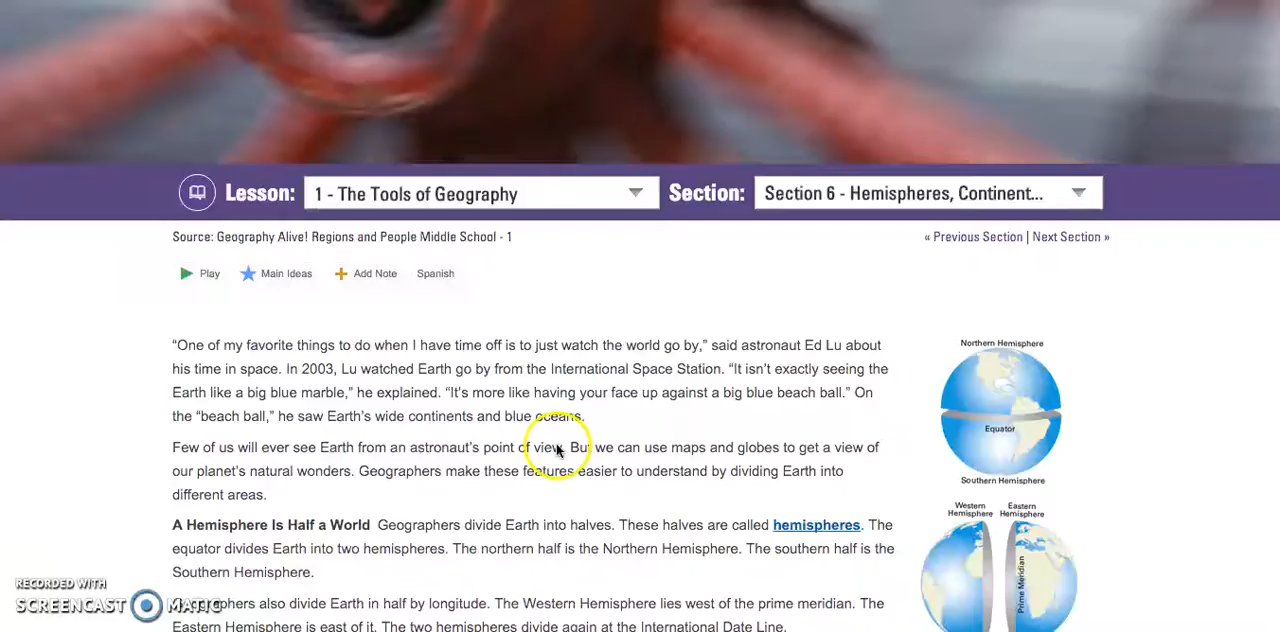 Lesson: 1 - The Tools of Geography Section: Section 6 - Hemispheres, Continent...
Source: Geography Alive! Regions and People Middle School - 1
« Previous Section | Next Section »
Play Main Ideas Add Note Spanish
“One of my favorite things to do when I have time off is to just watch the world go by,” said astronaut Ed Lu about
his time in space. In 2003, Lu watched Earth go by from the International Space Station. “It isn’t exactly seeing the
Earth like a big blue marble,” he explained. “It’s more like having your face up against a big blue beach ball.” On
the “beach ball,” he saw Earth’s wide continents and blue oceans.
Few of us will ever see Earth from an astronaut’s point of view. But we can use maps and globes to get a view of
our planet’s natural wonders. Geographers make these features easier to understand by dividing Earth into
different areas.
A Hemisphere Is Half a World Geographers divide Earth into halves. These halves are called hemispheres. The
equator divides Earth into two hemispheres. The northern half is the Northern Hemisphere. The southern half is the
Southern Hemisphere.
Geographers also divide Earth in half by longitude. The Western Hemisphere lies west of the prime meridian. The
Eastern Hemisphere is east of it. The two hemispheres divide again at the International Date Line.
Northern Hemisphere
Equator
Southern Hemisphere
Western Hemisphere
Eastern Hemisphere
Prime Meridian
RECORDED WITH
SCREENCAST MATIC